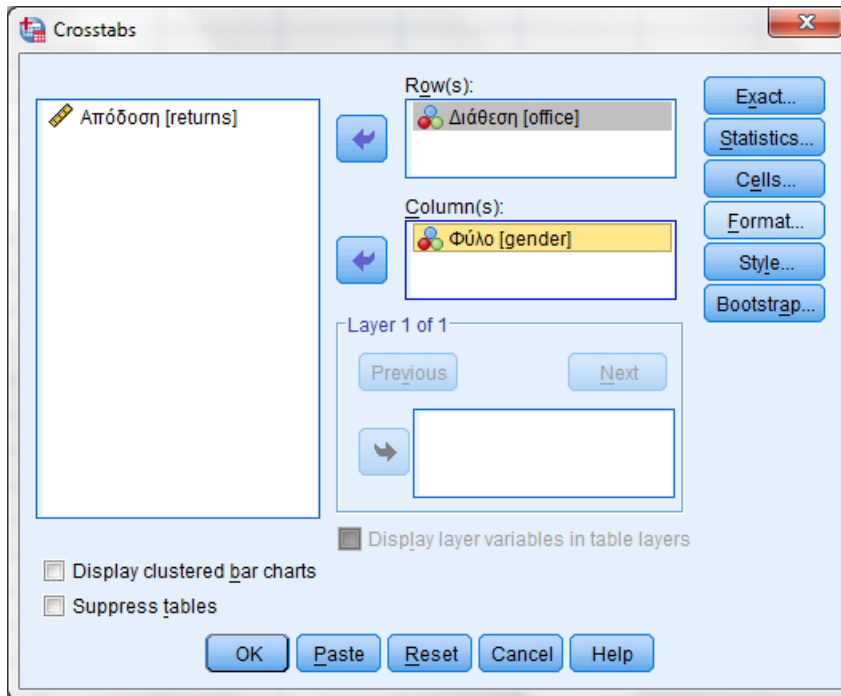 Crosstabs
Απόδοση [returns]
Row(s):
Διάθεση [office]
Column(s):
Φύλο [gender]
Layer 1 of 1
Previous
Next
Display layer variables in table layers
Exact...
Statistics...
Cells...
Format...
Style...
Bootstrap...
Display clustered bar charts
Suppress tables
OK
Paste
Reset
Cancel
Help